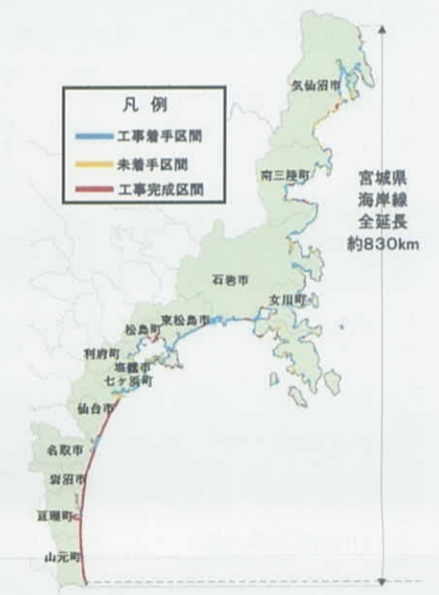 気仙沼市
凡 例
工事着手区間
未着手区間
工事完成区間
南三陸町
宮城県
海岸線
全延長
約830km
石巻市
女川町
東松島市
松島町
利府町
塩竈市
七ヶ浜町
仙台市
名取市
岩沼市
亘理町
山元町